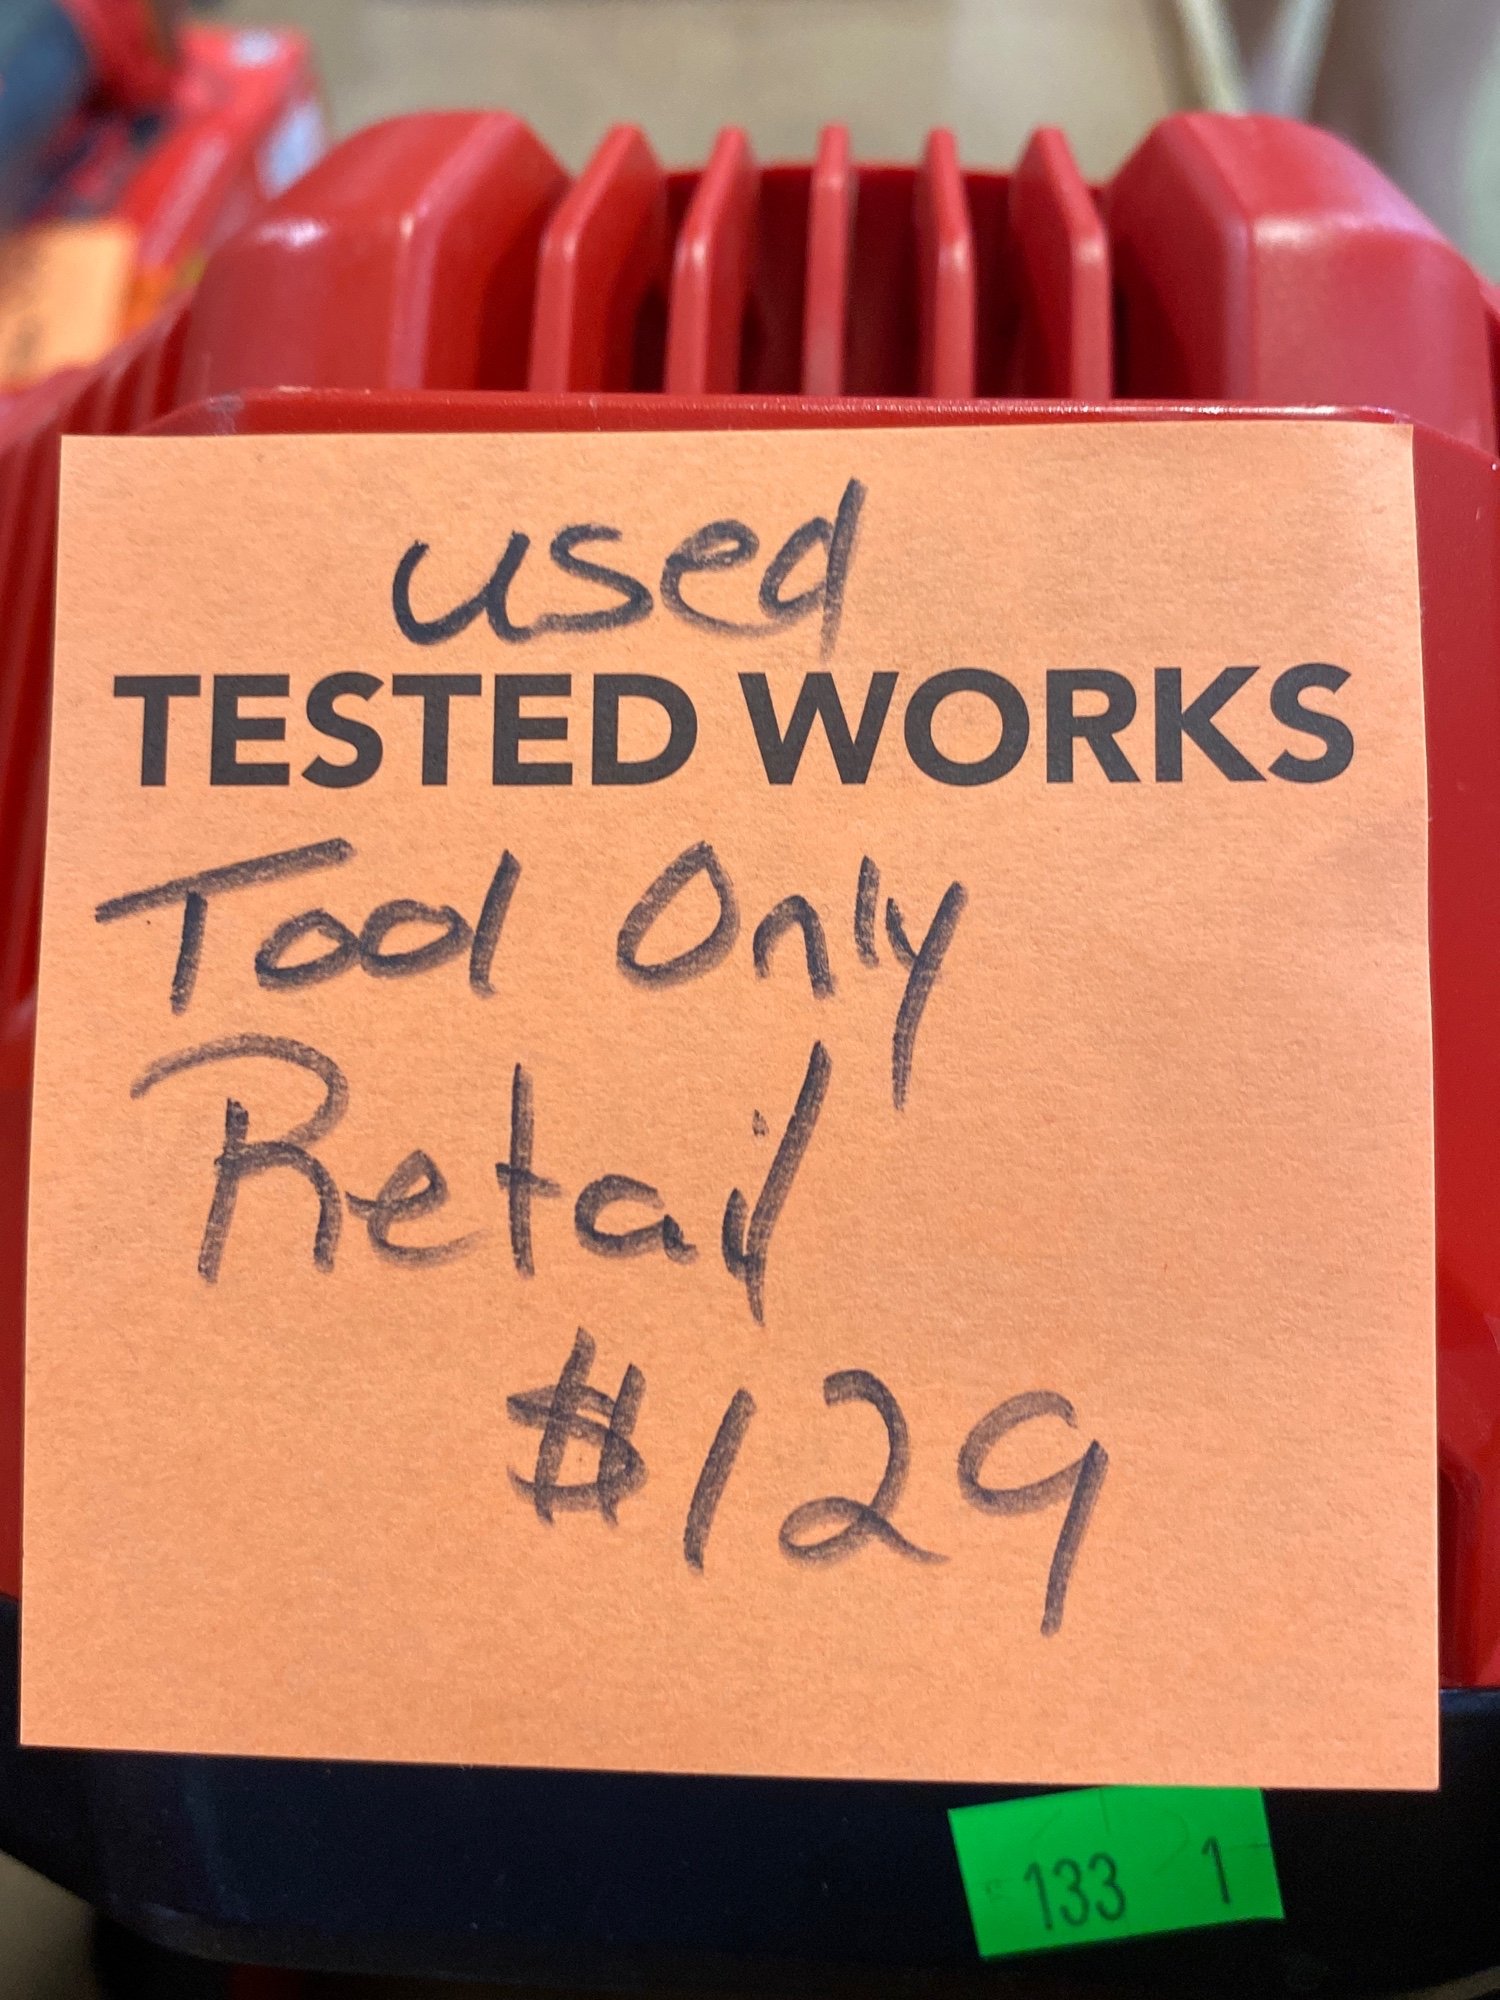 used
TESTED WORKS
Tool Only
Retail
$129
133 1